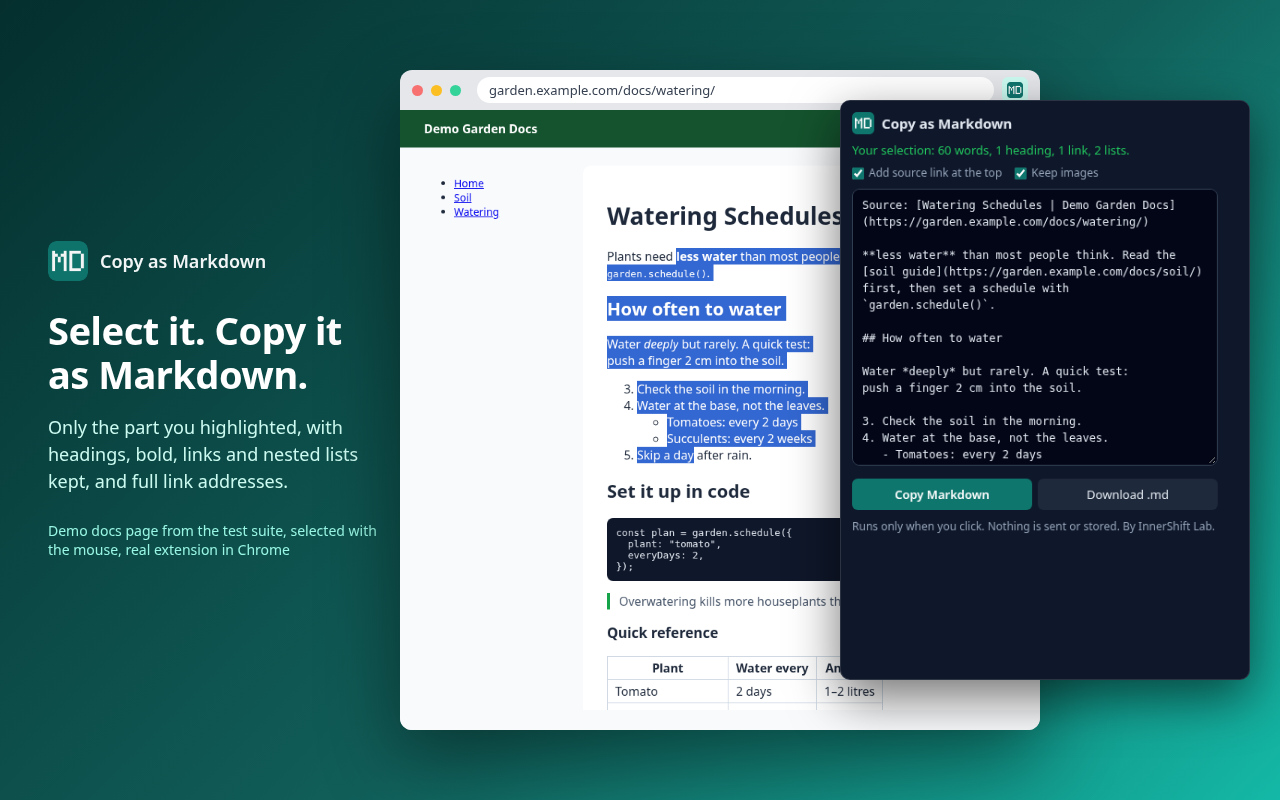 MD Copy as Markdown
Select it. Copy it
as Markdown.
Only the part you highlighted, with
headings, bold, links and nested lists
kept, and full link addresses.
Demo docs page from the test suite, selected with
the mouse, real extension in Chrome
garden.example.com/docs/watering/
MD
Demo Garden Docs
Home
Soil
Watering
Watering Schedules
Plants need less water than most people
garden.schedule().
How often to water
Water deeply but rarely. A quick test:
push a finger 2 cm into the soil.
3. Check the soil in the morning.
4. Water at the base, not the leaves.
Tomatoes: every 2 days
Succulents: every 2 weeks
5. Skip a day after rain.
Set it up in code
const plan = garden.schedule({
plant: "tomato",
everyDays: 2,
});
Overwatering kills more houseplants
Quick reference
Plant Water every
Tomato 2 days 1–2 litres
MD Copy as Markdown
Your selection: 60 words, 1 heading, 1 link, 2 lists.
Add source link at the top Keep images
Source: [Watering Schedules | Demo Garden Docs]
(https://garden.example.com/docs/watering/)
**less water** than most people think. Read the
[soil guide](https://garden.example.com/docs/soil/)
first, then set a schedule with
`garden.schedule()`.
## How often to water
Water *deeply* but rarely. A quick test:
push a finger 2 cm into the soil.
3. Check the soil in the morning.
4. Water at the base, not the leaves.
- Tomatoes: every 2 days
Copy Markdown Download .md
Runs only when you click. Nothing is sent or stored. By InnerShift Lab.